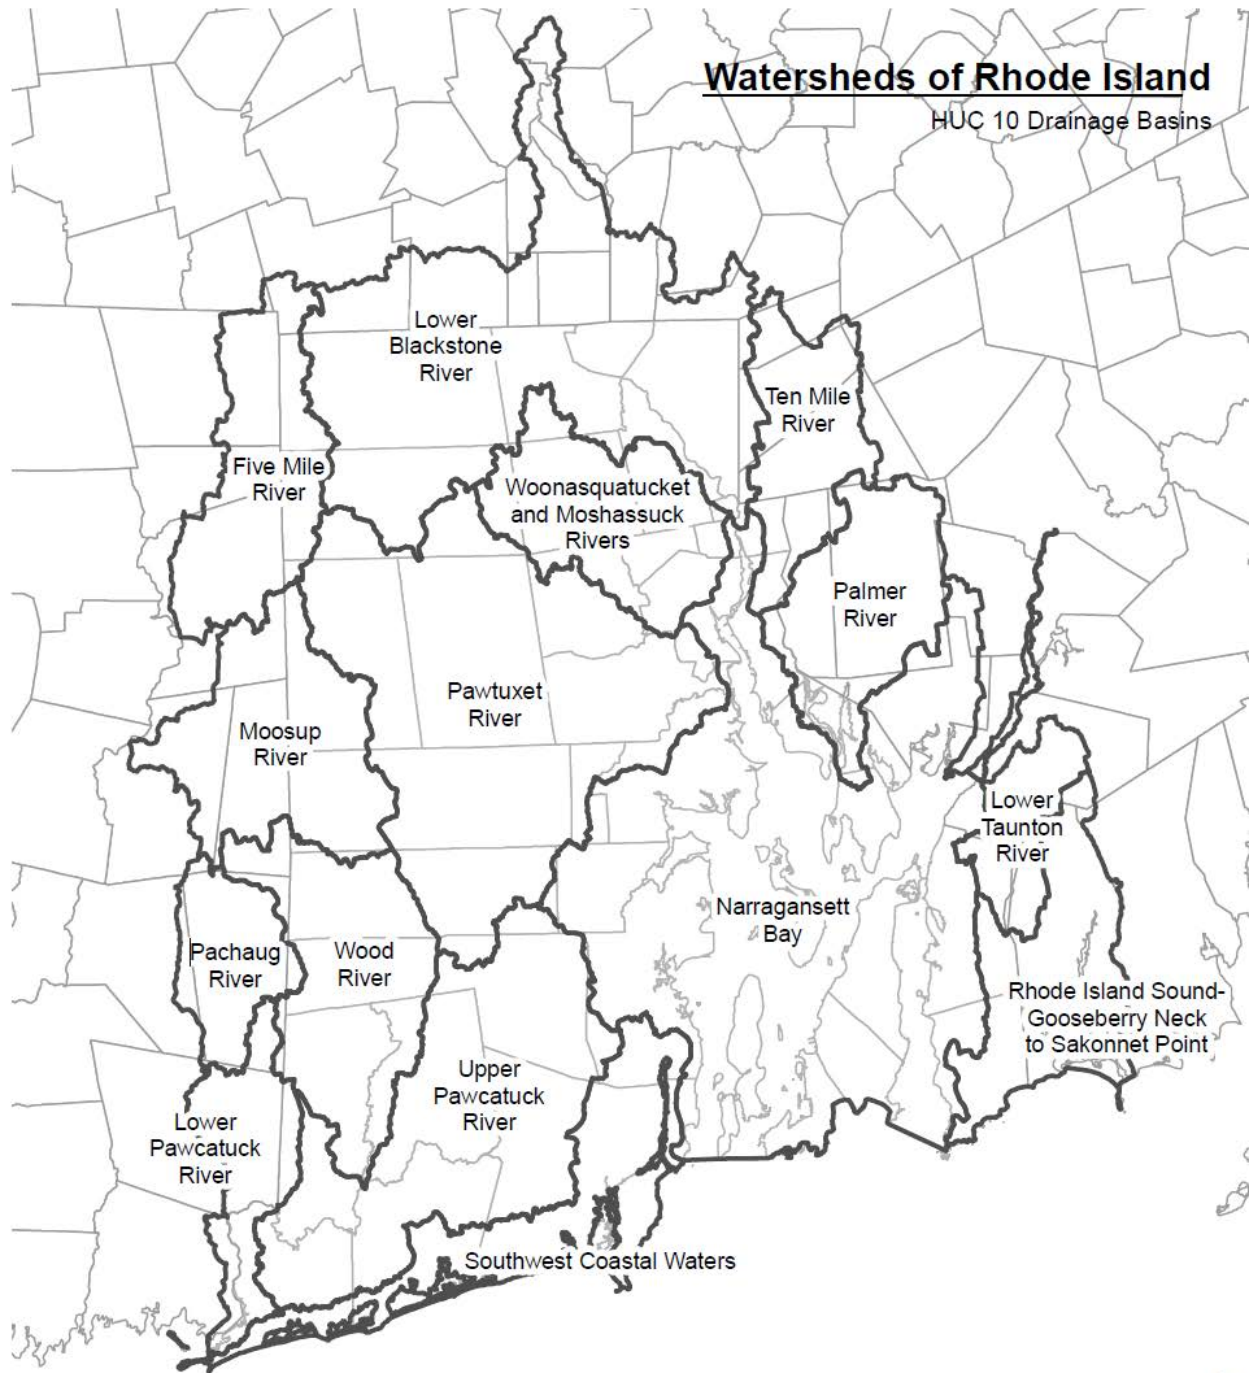 Watersheds of Rhode Island
HUC 10 Drainage Basins
Lower
Blackstone
River
Ten Mile
River
Five Mile
River
Woonasquatucket
and Moshassuck
Rivers
Palmer
River
Pawtuxet
River
Moosup
River
Lower
Taunton
River
Narragansett
Bay
Pachaug
River
Wood
River
Rhode Island Sound-
Gooseberry Neck
to Sakonnet Point
Upper
Pawcatuck
River
Lower
Pawcatuck
River
Southwest Coastal Waters